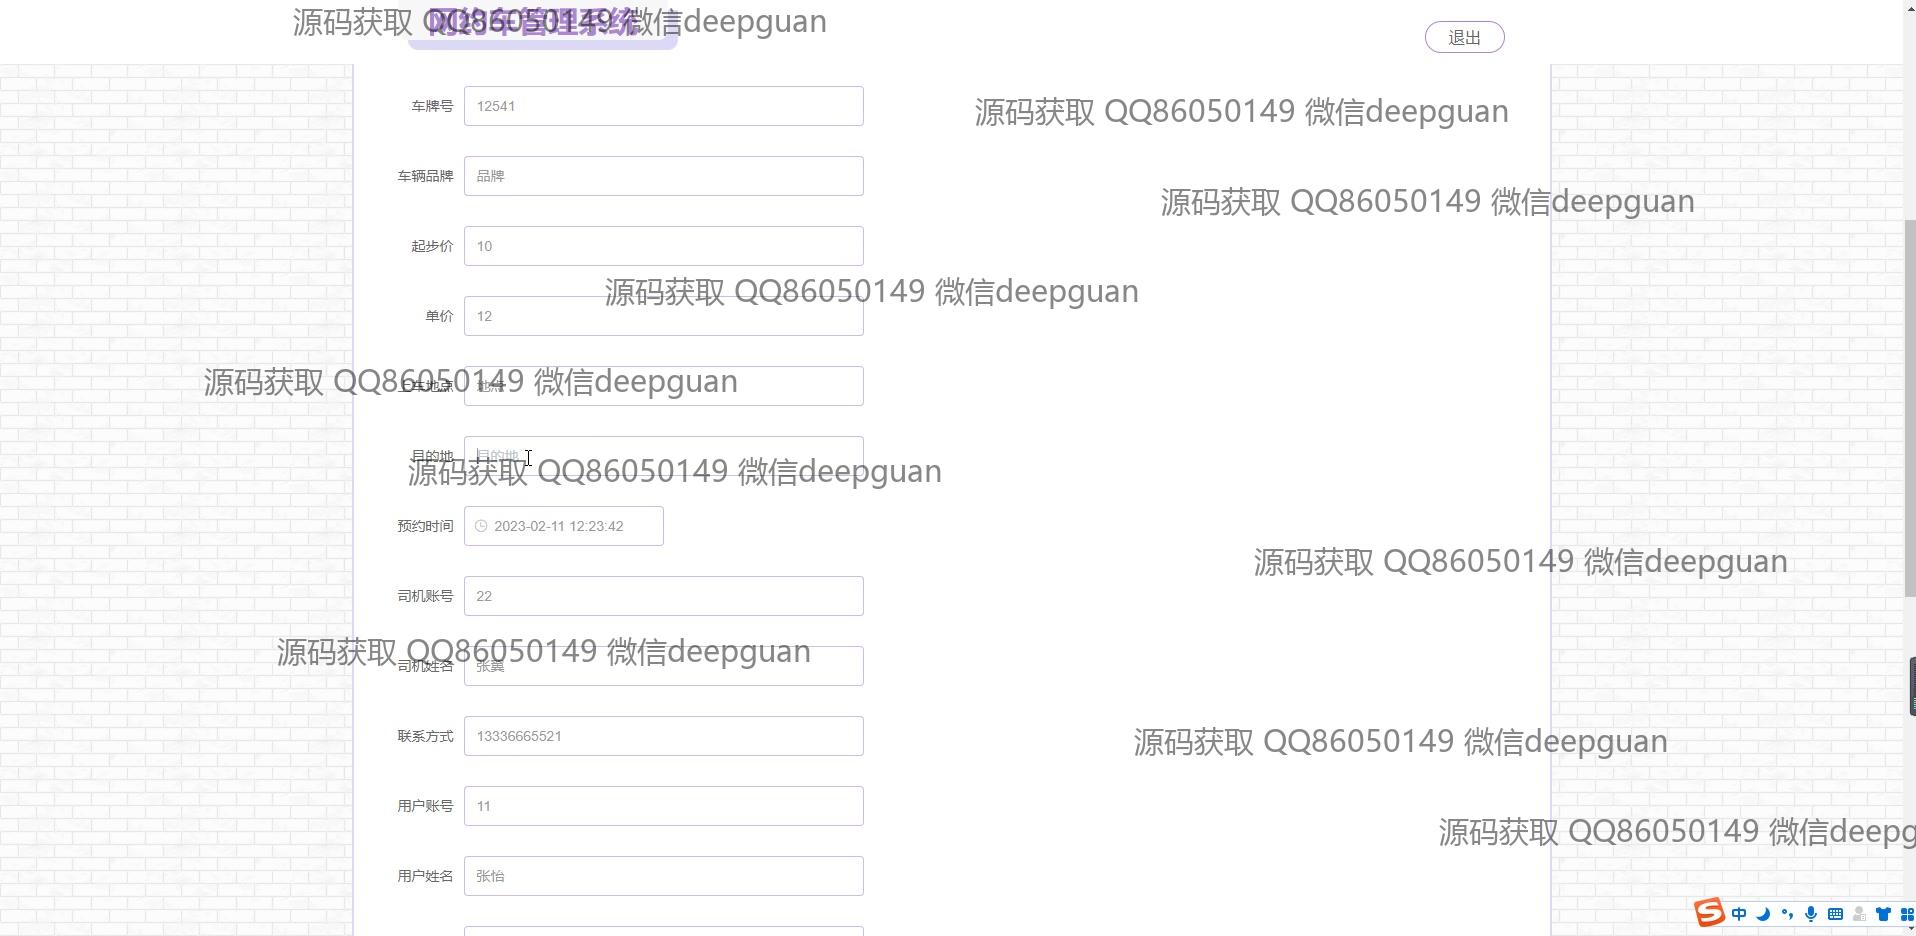 源码获取 QQ86050149 微信deepguan
网约车管理系统
退出
车牌号 12541
源码获取 QQ86050149 微信deepguan
车辆品牌 品牌
源码获取 QQ86050149 微信deepguan
起步价 10
源码获取 QQ86050149 微信deepguan
单价 12
源码获取 QQ86050149 微信deepguan
上车地点 地点
目的地 目的地
源码获取 QQ86050149 微信deepguan
预约时间 2023-02-11 12:23:42
源码获取 QQ86050149 微信deepguan
司机账号 22
源码获取 QQ86050149 微信deepguan
司机姓名 张
联系方式 13336665521
源码获取 QQ86050149 微信deepguan
用户账号 11
源码获取 QQ86050149 微信deepg
用户姓名 张怡
中